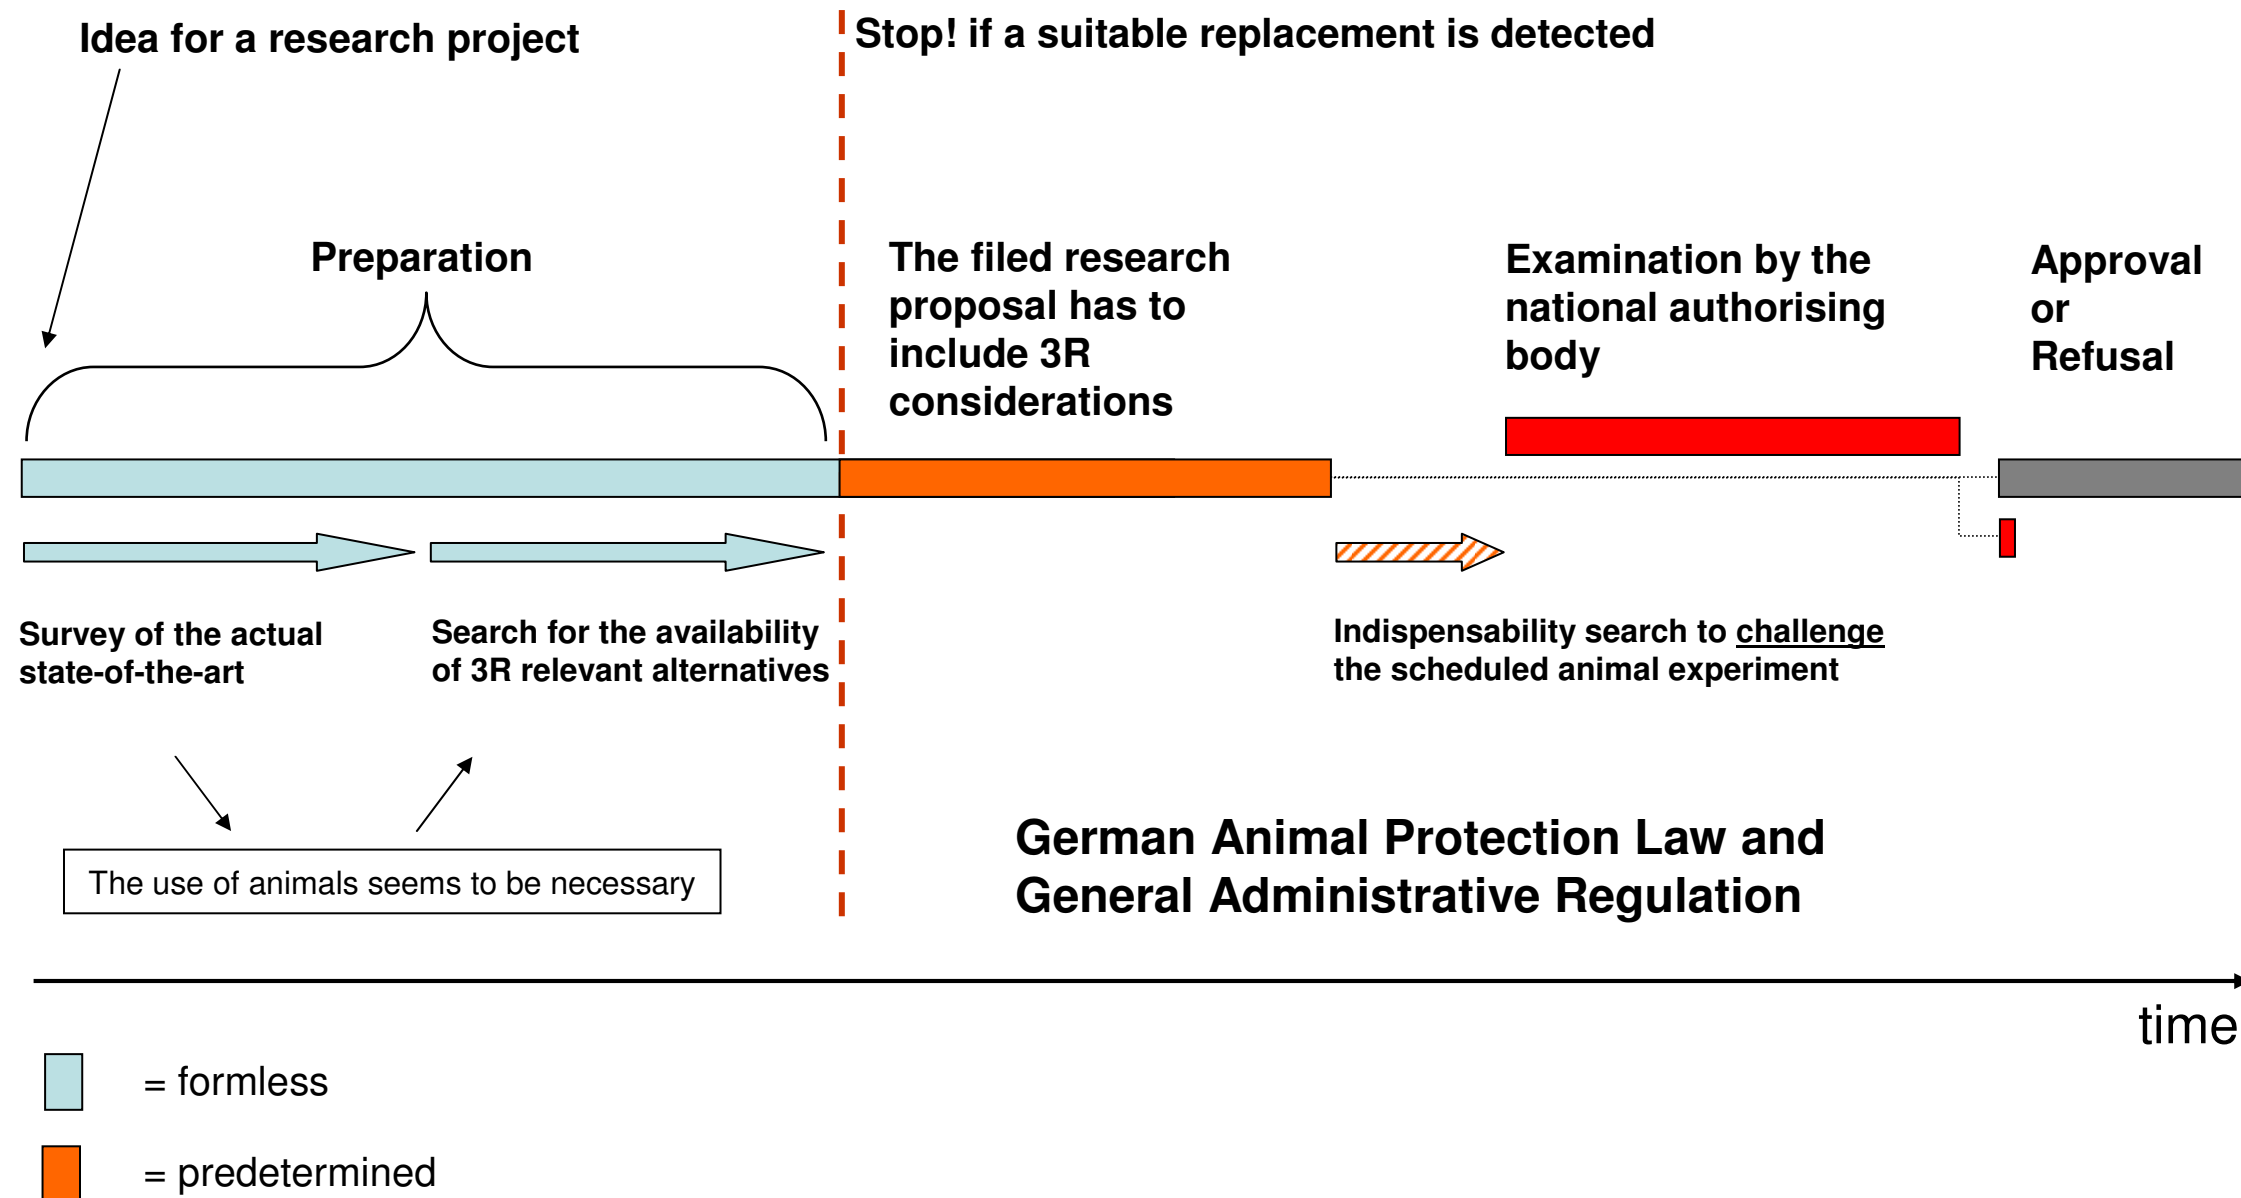 Idea for a research project
Stop! if a suitable replacement is detected
Preparation
The filed research
proposal has to
include 3R
considerations
Examination by the
national authorising
body
Approval
or
Refusal
Survey of the actual
state-of-the-art
Search for the availability
of 3R relevant alternatives
Indispensability search to challenge
the scheduled animal experiment
The use of animals seems to be necessary
German Animal Protection Law and
General Administrative Regulation
time
= formless
= predetermined